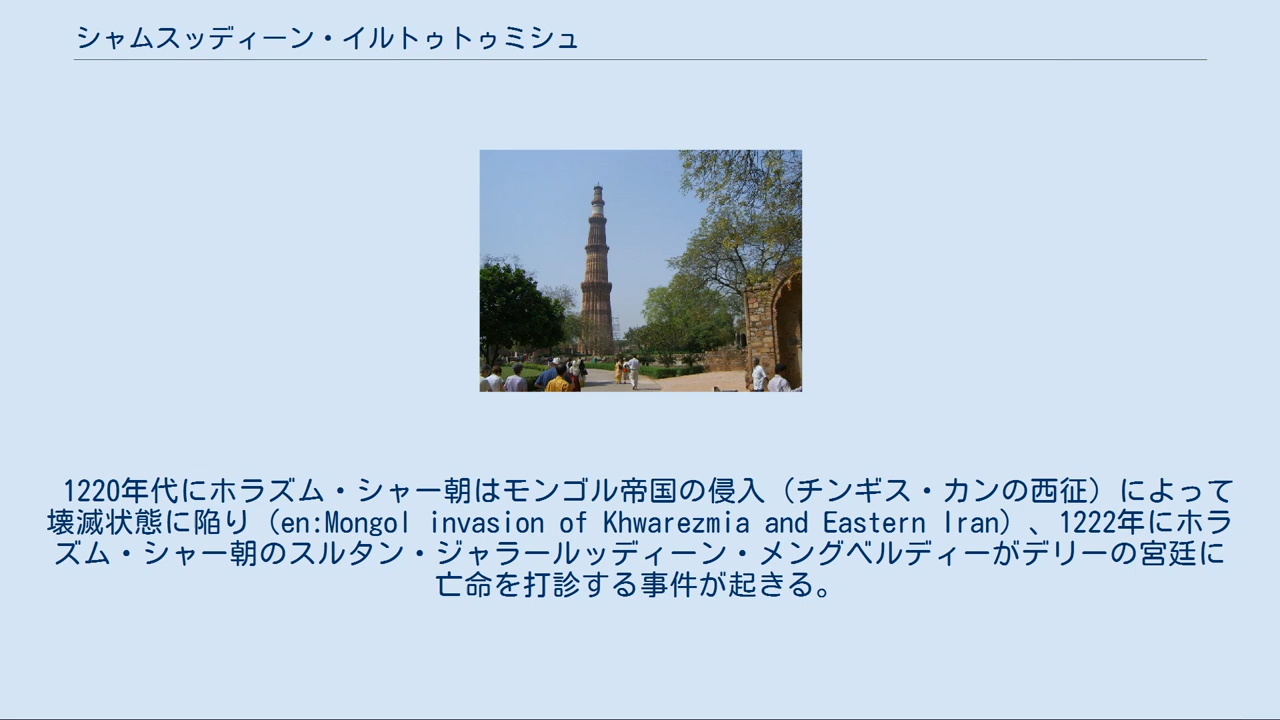 シャムスッディーン・イルトゥトゥミシュ
1220年代にホラズム・シャー朝はモンゴル帝国の侵入（チンギス・カンの西征）によって
壊滅状態に陥り（en:Mongol invasion of Khwarezmia and Eastern Iran）、1222年にホラ
ズム・シャー朝のスルタン・ジャラールッディーン・メングベルディーがデリーの宮廷に
亡命を打診する事件が起きる。